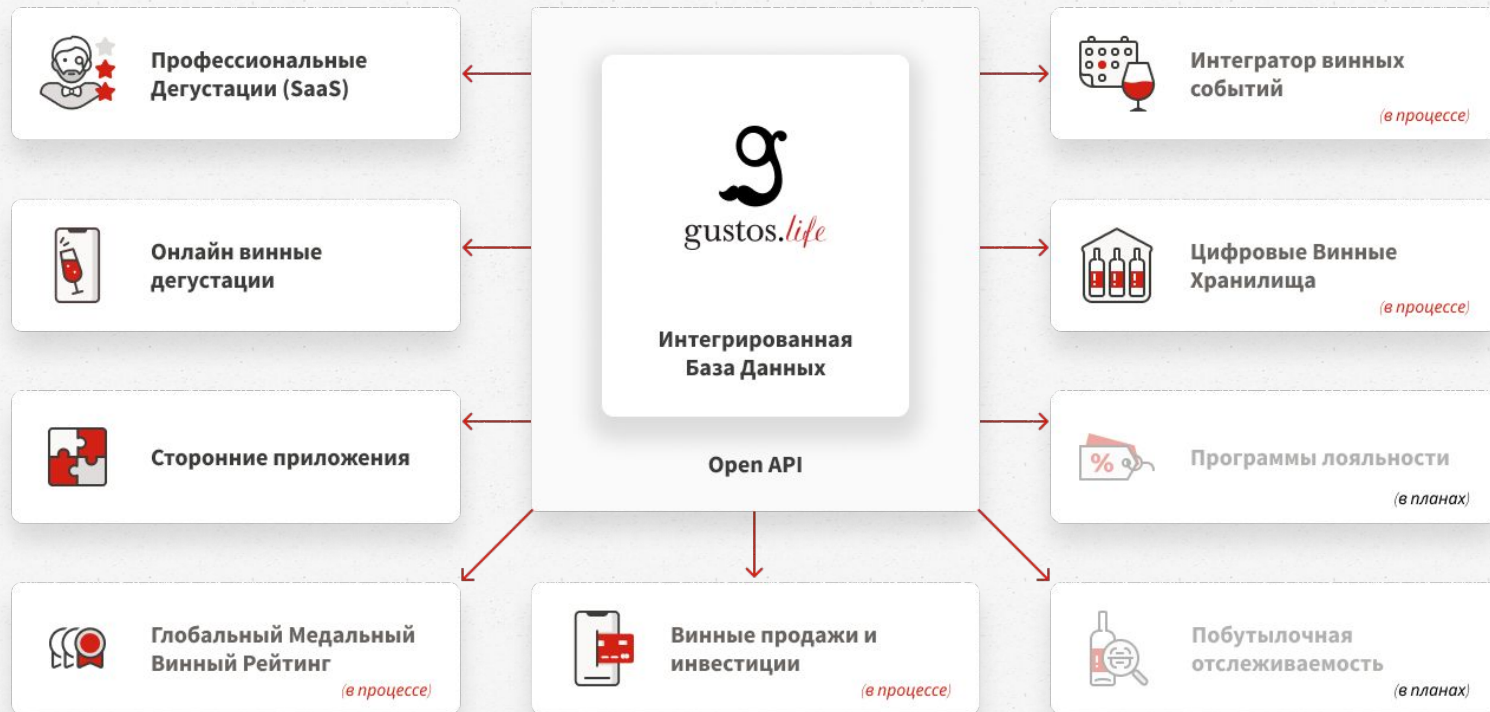 Профессиональные
Дегустации (SaaS)
Онлайн винные
дегустации
Сторонние приложения
Глобальный Медальный
Винный Рейтинг
(в процессе)
g
gustos.life
Интегрированная
База Данных
Open API
Винные продажи и
инвестиции
(в процессе)
Интегратор винных
событий
(в процессе)
Цифровые Винные
Хранилища
(в процессе)
%
Программы лояльности
(в планах)
Побутылочная
отслеживаемость
(в планах)